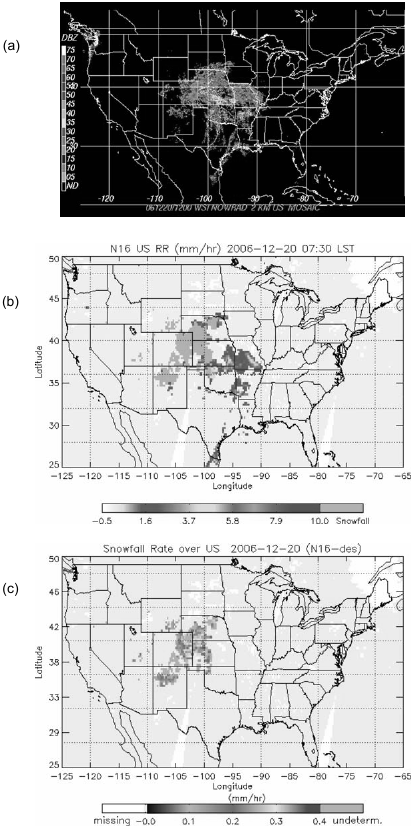 (a)
DBZ
75
70
65
60
55
50
45
40
35
30
25
20
15
10
5
ND
-120 -110 -100 -90 -80 -70
061220/1200 WSI NOWRAD 2 KM US MOSAIC
(b)
N16 US RR (mm/hr) 2006-12-20 07:30 LST
50
45
40
35
30
25
Latitude
-125 -120 -115 -110 -105 -100 -95 -90 -85 -80 -75 -70 -65
Longitude
-0.5 1.6 3.7 5.8 7.9 10.0 Snowfall
(c)
Snowfall Rate over US 2006-12-20 (N16-des)
50
46
42
38
33
29
25
Latitude
-125 -120 -115 -110 -105 -100 -95 -90 -85 -80 -75 -70 -65
Longitude
(mm/hr)
missing -0.0 0.1 0.2 0.3 0.4 undeterm.